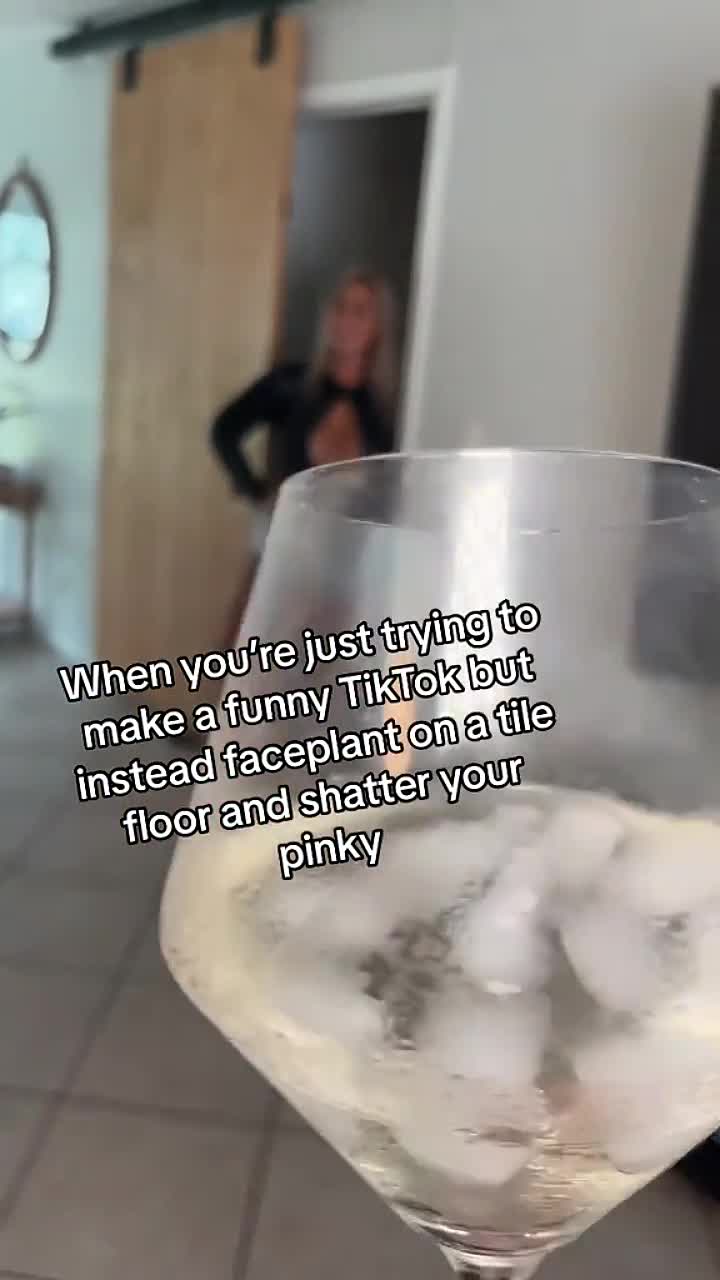 When you’re just trying to
make a funny TikTok but
instead faceplant on a tile
floor and shatter your
pinky